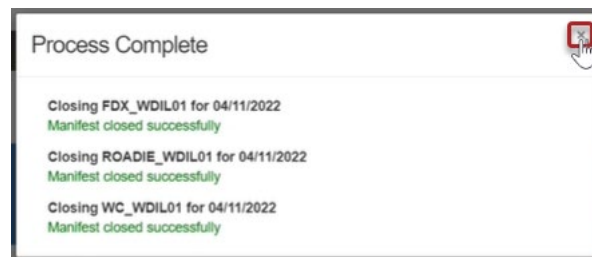 Process Complete
×
Closing FDX_WDIL01 for 04/11/2022
Manifest closed successfully
Closing ROADIE_WDIL01 for 04/11/2022
Manifest closed successfully
Closing WC_WDIL01 for 04/11/2022
Manifest closed successfully